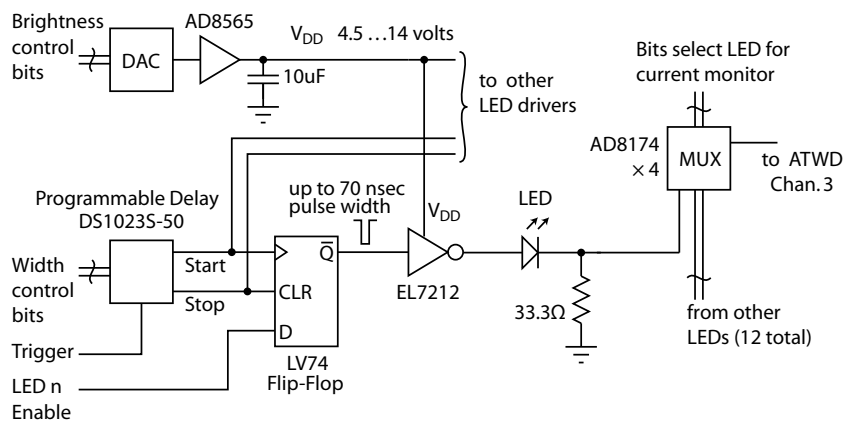 Brightness
control
bits
DAC
AD8565
VDD 4.5 ...14 volts
10uF
to other
LED drivers
Bits select LED for
current monitor
AD8174
× 4
MUX
to ATWD
Chan. 3
Programmable Delay
DS1023S-50
up to 70 nsec
pulse width
VDD
LED
Width
control
bits
Start
Stop
Q̅
CLR
D
EL7212
33.3Ω
from other
LEDs (12 total)
Trigger
LED n
Enable
LV74
Flip-Flop